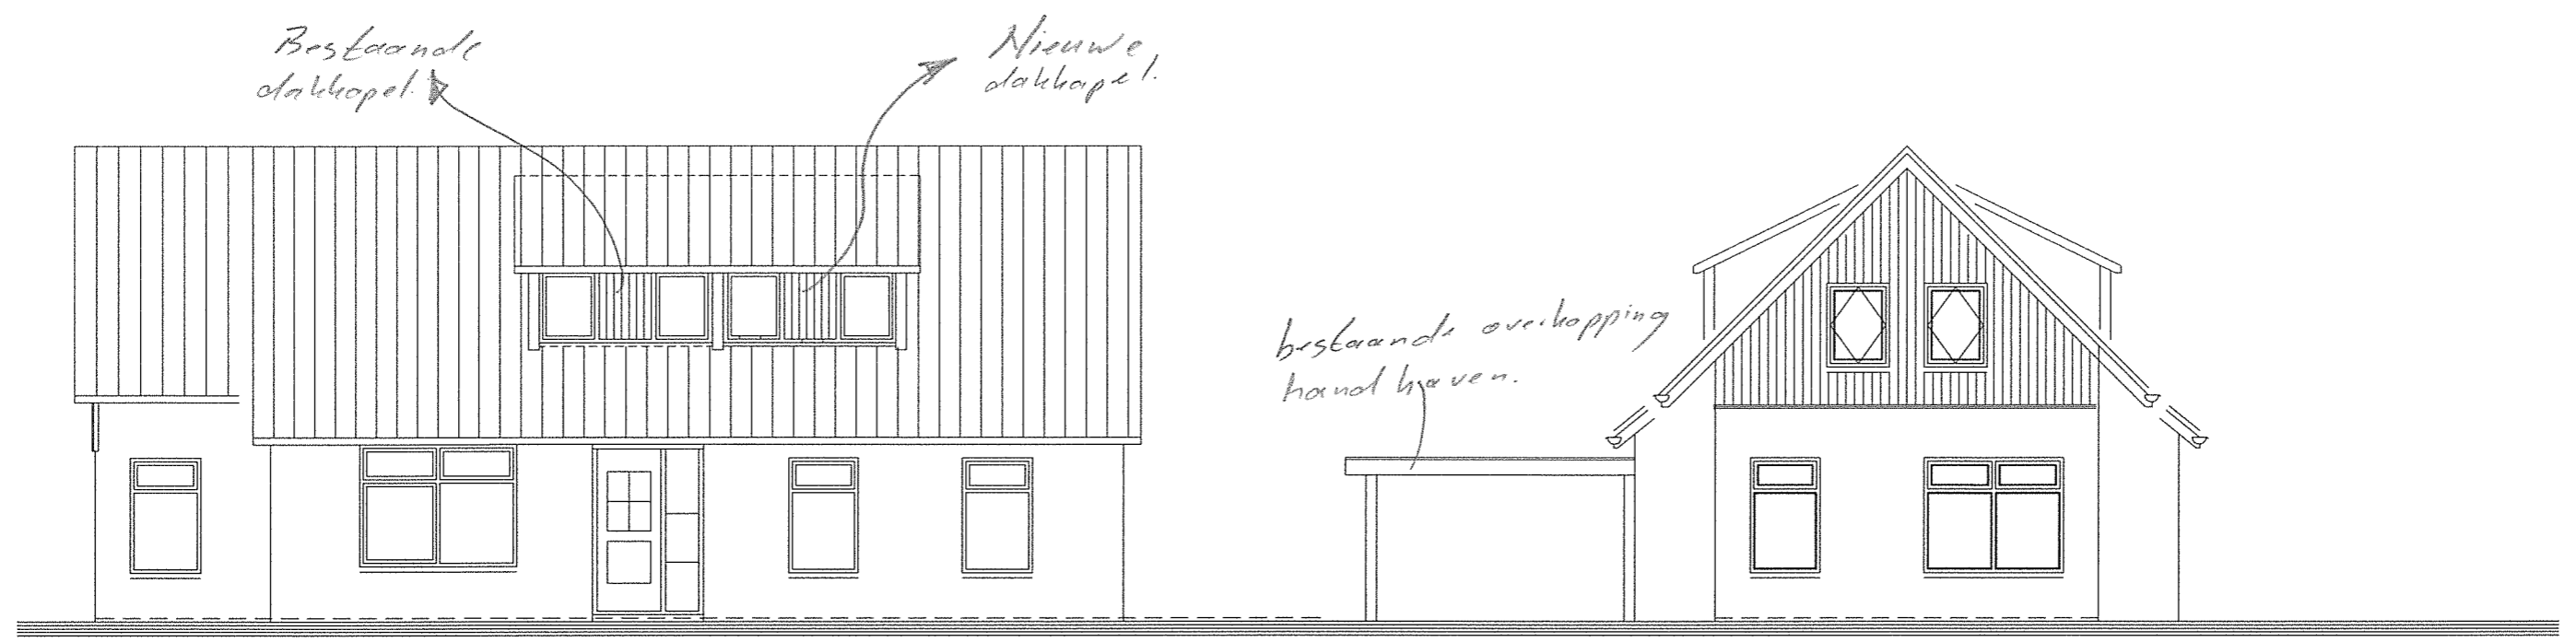 Bestaande
dakkapel.
Nieuwe
dakkapel.
bestaande overkapping
handhaven.